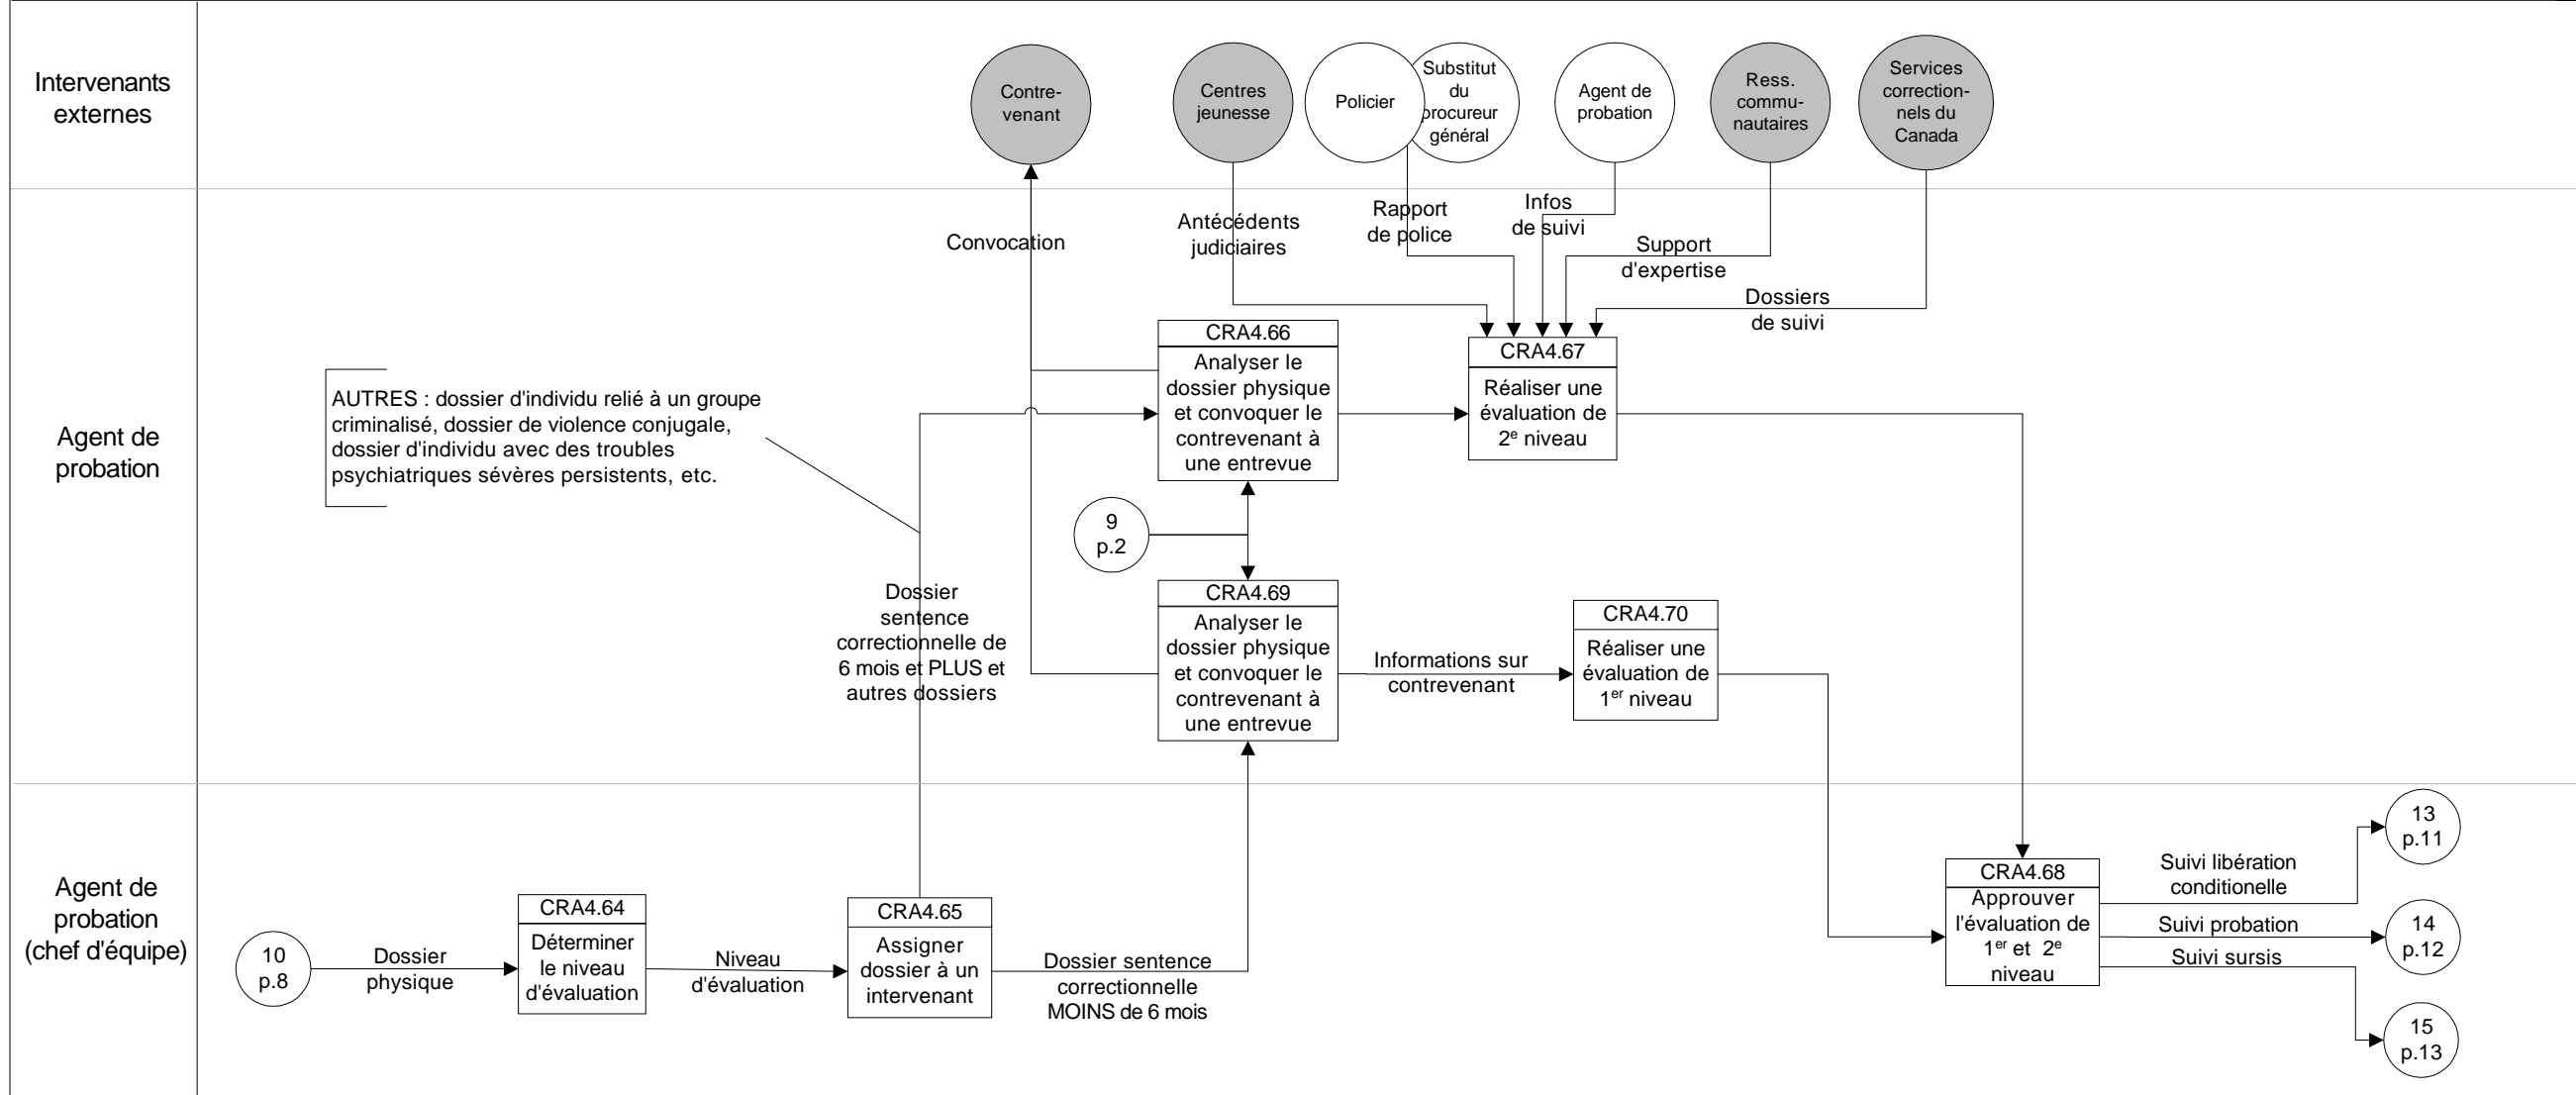 Intervenants
externes
Contre-
venant
Centres
jeunesse
Policier
Substitut
du
procureur
général
Agent de
probation
Ress.
commu-
nautaires
Services
correction-
nels du
Canada
Agent de
probation
Convocation
Antécédents
judiciaires
Rapport
de police
Infos
de suivi
Support
d'expertise
Dossiers
de suivi
AUTRES : dossier d'individu relié à un groupe
criminalisé, dossier de violence conjugale,
dossier d'individu avec des troubles
psychiatriques sévères persistents, etc.
CRA4.66
Analyser le
dossier physique
et convoquer le
contrevenant à
une entrevue
CRA4.67
Réaliser une
évaluation de
2e niveau
9
p.2
Dossier
sentence
correctionnelle de
6 mois et PLUS et
autres dossiers
CRA4.69
Analyser le
dossier physique
et convoquer le
contrevenant à
une entrevue
Informations sur
contrevenant
CRA4.70
Réaliser une
évaluation de
1er niveau
Agent de
probation
(chef d'équipe)
10
p.8
Dossier
physique
CRA4.64
Déterminer
le niveau
d'évaluation
Niveau
d'évaluation
CRA4.65
Assigner
dossier à un
intervenant
Dossier sentence
correctionnelle
MOINS de 6 mois
CRA4.68
Approuver
l'évaluation de
1er et 2e
niveau
Suivi libération
conditionelle
Suivi probation
Suivi sursis
13
p.11
14
p.12
15
p.13